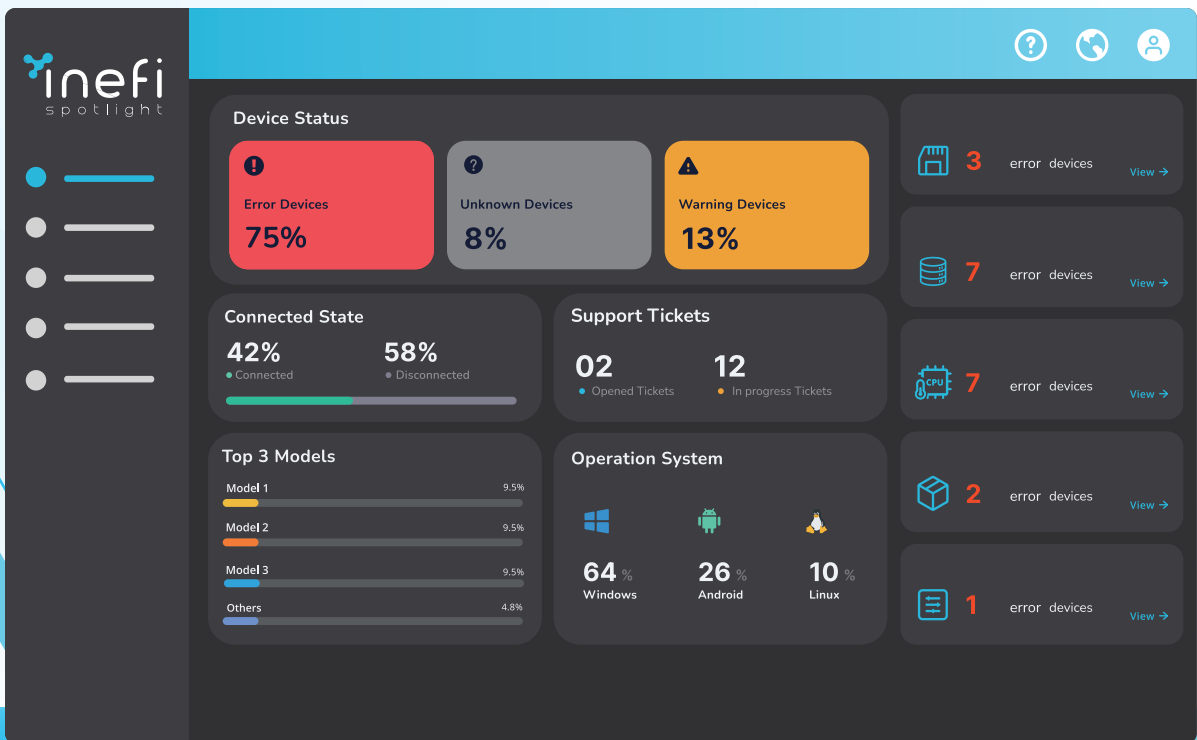 inefi
spotlight
Device Status
Error Devices
75%
Unknown Devices
8%
Warning Devices
13%
Connected State
42%
Connected
58%
Disconnected
Support Tickets
02
Opened Tickets
12
In progress Tickets
Top 3 Models
Model 1 9.5%
Model 2 9.5%
Model 3 9.5%
Others 4.8%
Operation System
64 %
Windows
26 %
Android
10 %
Linux
3 error devices
View →
7 error devices
View →
CPU
7 error devices
View →
2 error devices
View →
1 error devices
View →